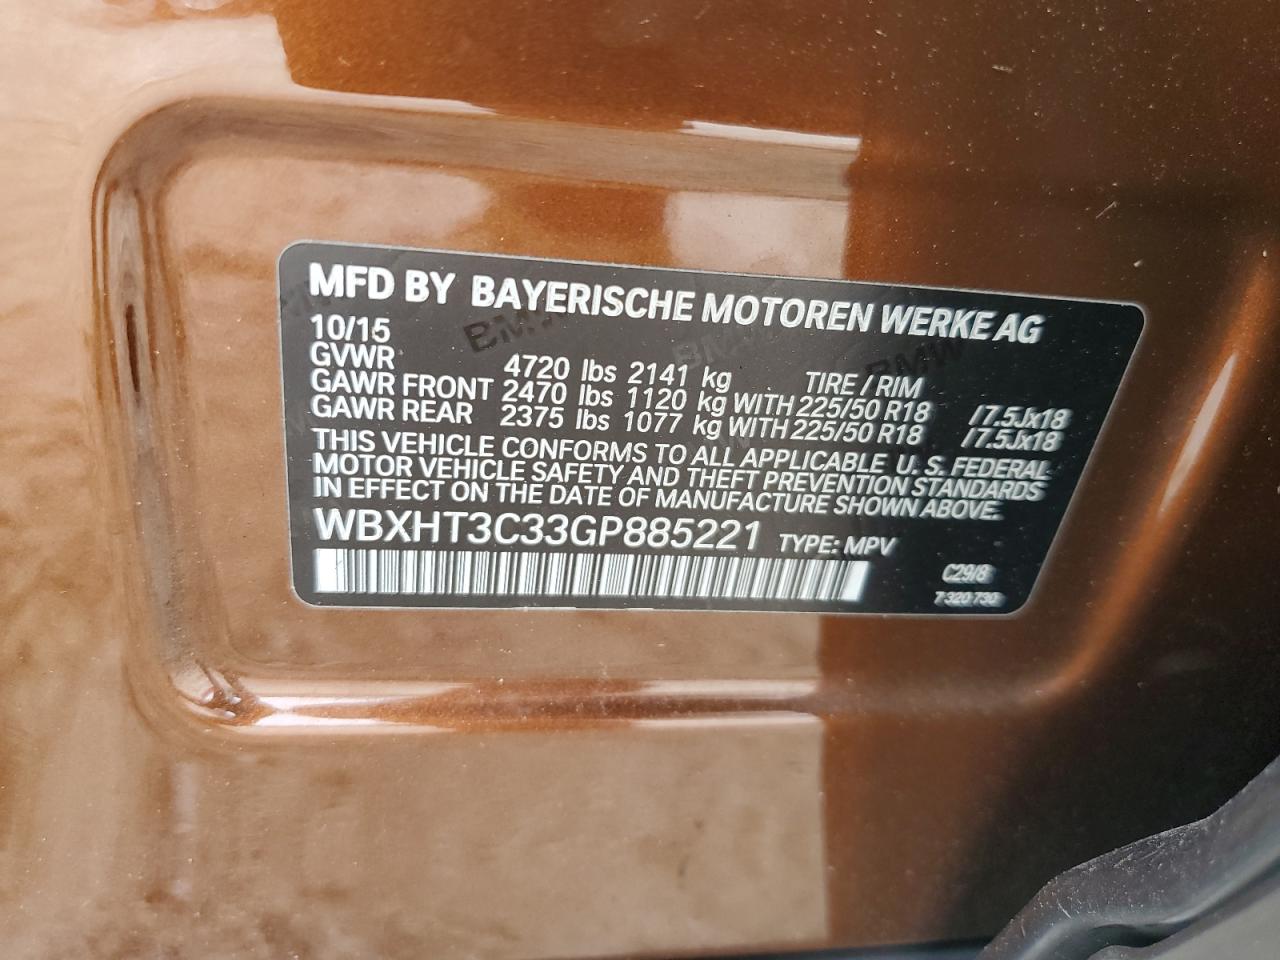 MFD BY BAYERISCHE MOTOREN WERKE AG
10/15
GVWR 4720 lbs 2141 kg TIRE / RIM
GAWR FRONT 2470 lbs 1120 kg WITH 225/50 R18 /7.5Jx18
GAWR REAR 2375 lbs 1077 kg WITH 225/50 R18 /7.5Jx18
THIS VEHICLE CONFORMS TO ALL APPLICABLE U. S. FEDERAL
MOTOR VEHICLE SAFETY AND THEFT PREVENTION STANDARDS
IN EFFECT ON THE DATE OF MANUFACTURE SHOWN ABOVE.
WBXHT3C33GP885221 TYPE: MPV
C29/8
7 320 730